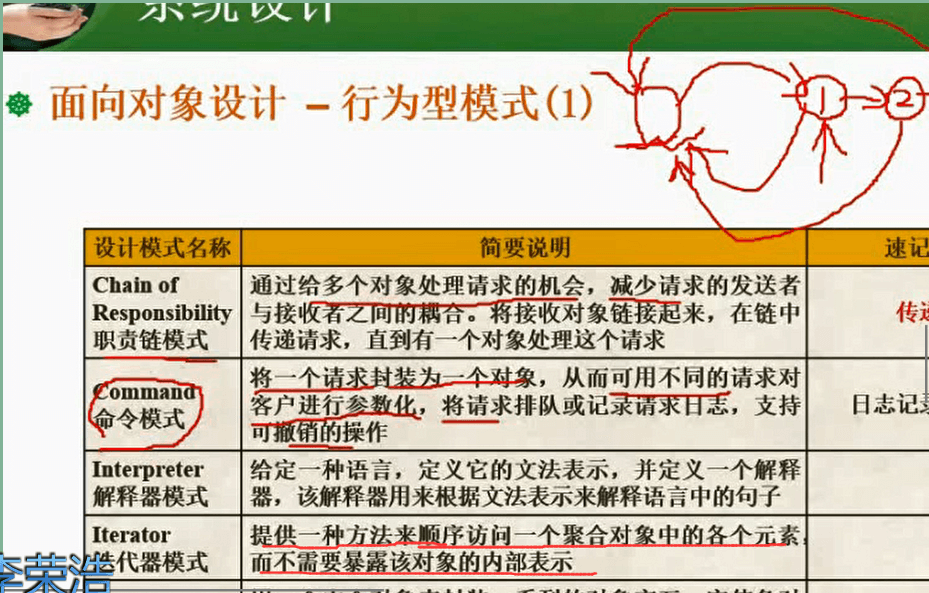 系统设计
面向对象设计 – 行为型模式(1)
1
2
设计模式名称 简要说明 速记
Chain of
Responsibility
职责链模式
通过给多个对象处理请求的机会，减少请求的发送者
与接收者之间的耦合。将接收对象链接起来，在链中
传递请求，直到有一个对象处理这个请求
传递
Command
命令模式
将一个请求封装为一个对象，从而可用不同的请求对
客户进行参数化，将请求排队或记录请求日志，支持
可撤销的操作
日志记录
Interpreter
解释器模式
给定一种语言，定义它的文法表示，并定义一个解释
器，该解释器用来根据文法表示来解释语言中的句子
Iterator
迭代器模式
提供一种方法来顺序访问一个聚合对象中的各个元素，
而不需要暴露该对象的内部表示
李荣浩